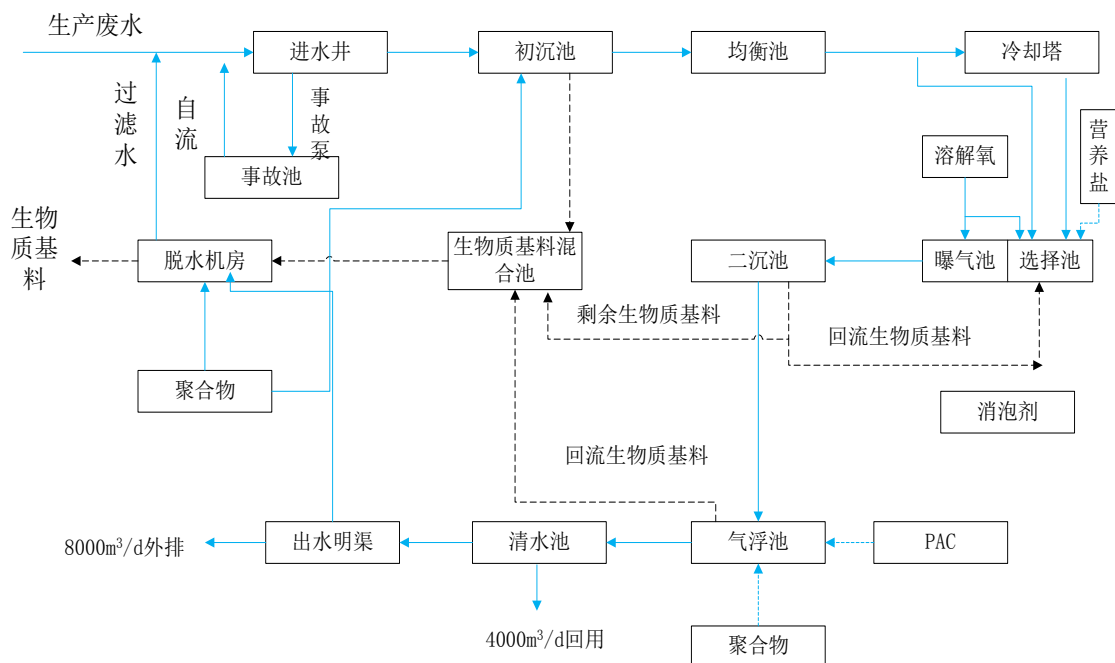 生产废水
进水井
初沉池
均衡池
冷却塔
过滤水
自流
事故泵
事故池
溶解氧
营养盐
生物
质基
料
脱水机房
生物质基料混
合池
二沉池
曝气池
选择池
剩余生物质基料
回流生物质基料
聚合物
消泡剂
回流生物质基料
8000m³/d外排
出水明渠
清水池
气浮池
PAC
4000m³/d回用
聚合物